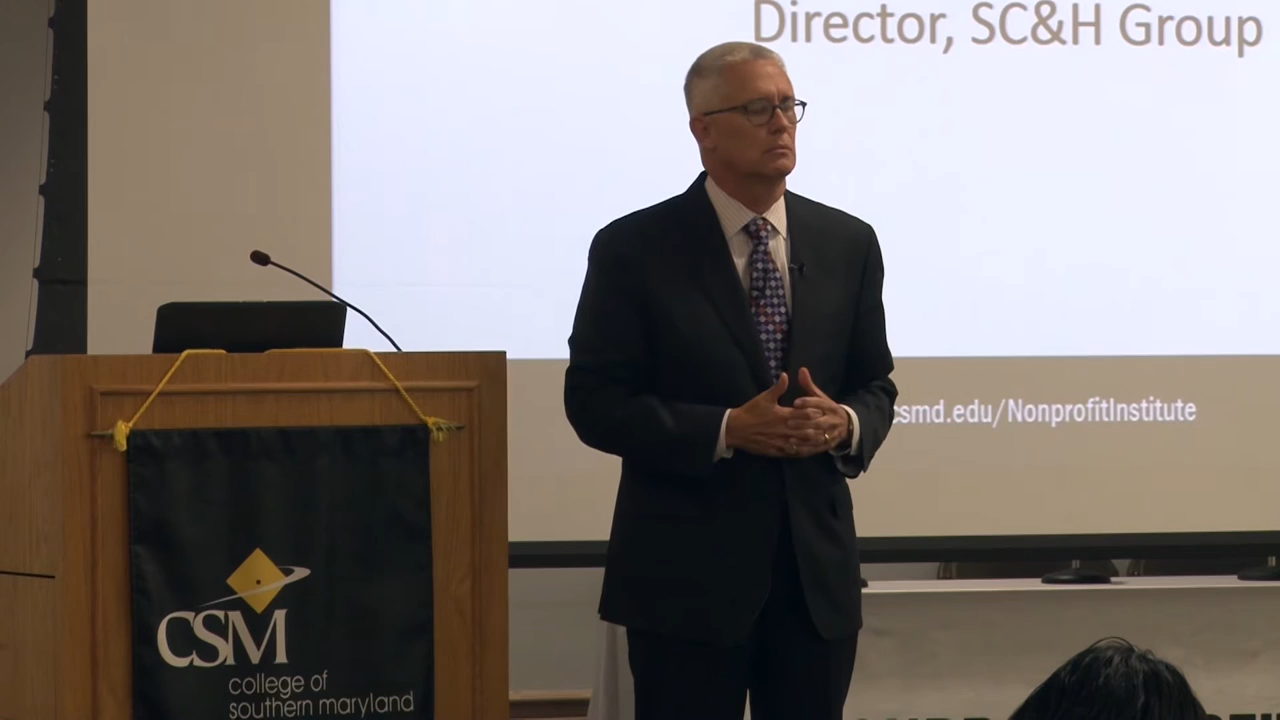 Director, SC&H Group
csmd.edu/NonprofitInstitute
CSM
college of
southern maryland